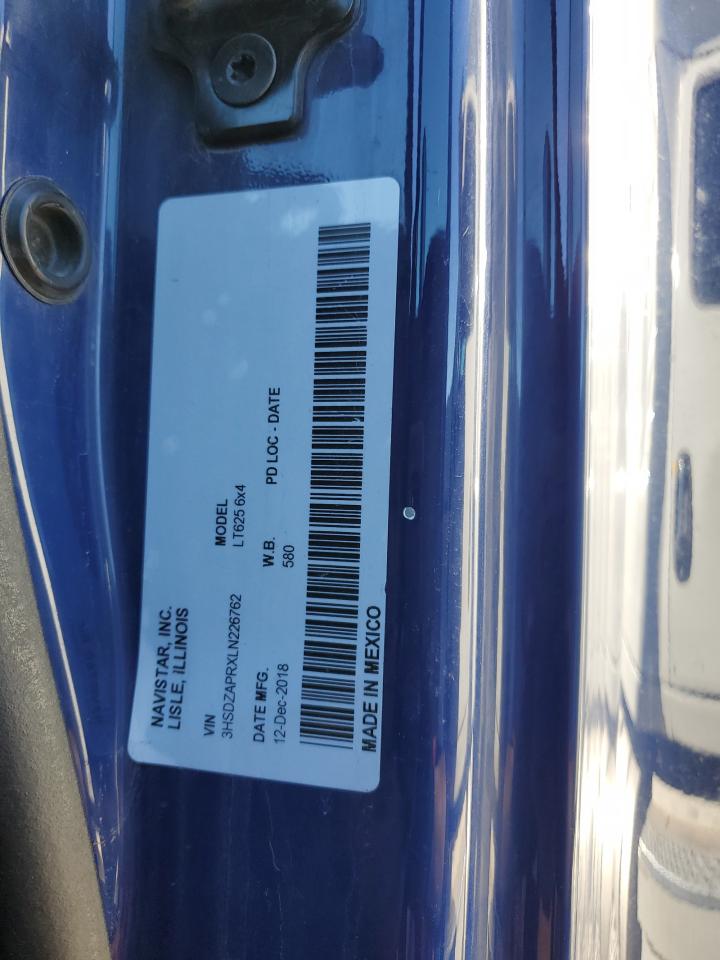 NAVISTAR, INC.
LISLE, ILLINOIS
VIN
3HSDZAPRXLN226762
MODEL
LT625 6x4
DATE MFG.
12-Dec-2018
W.B.
580
PD LOC - DATE
MADE IN MEXICO